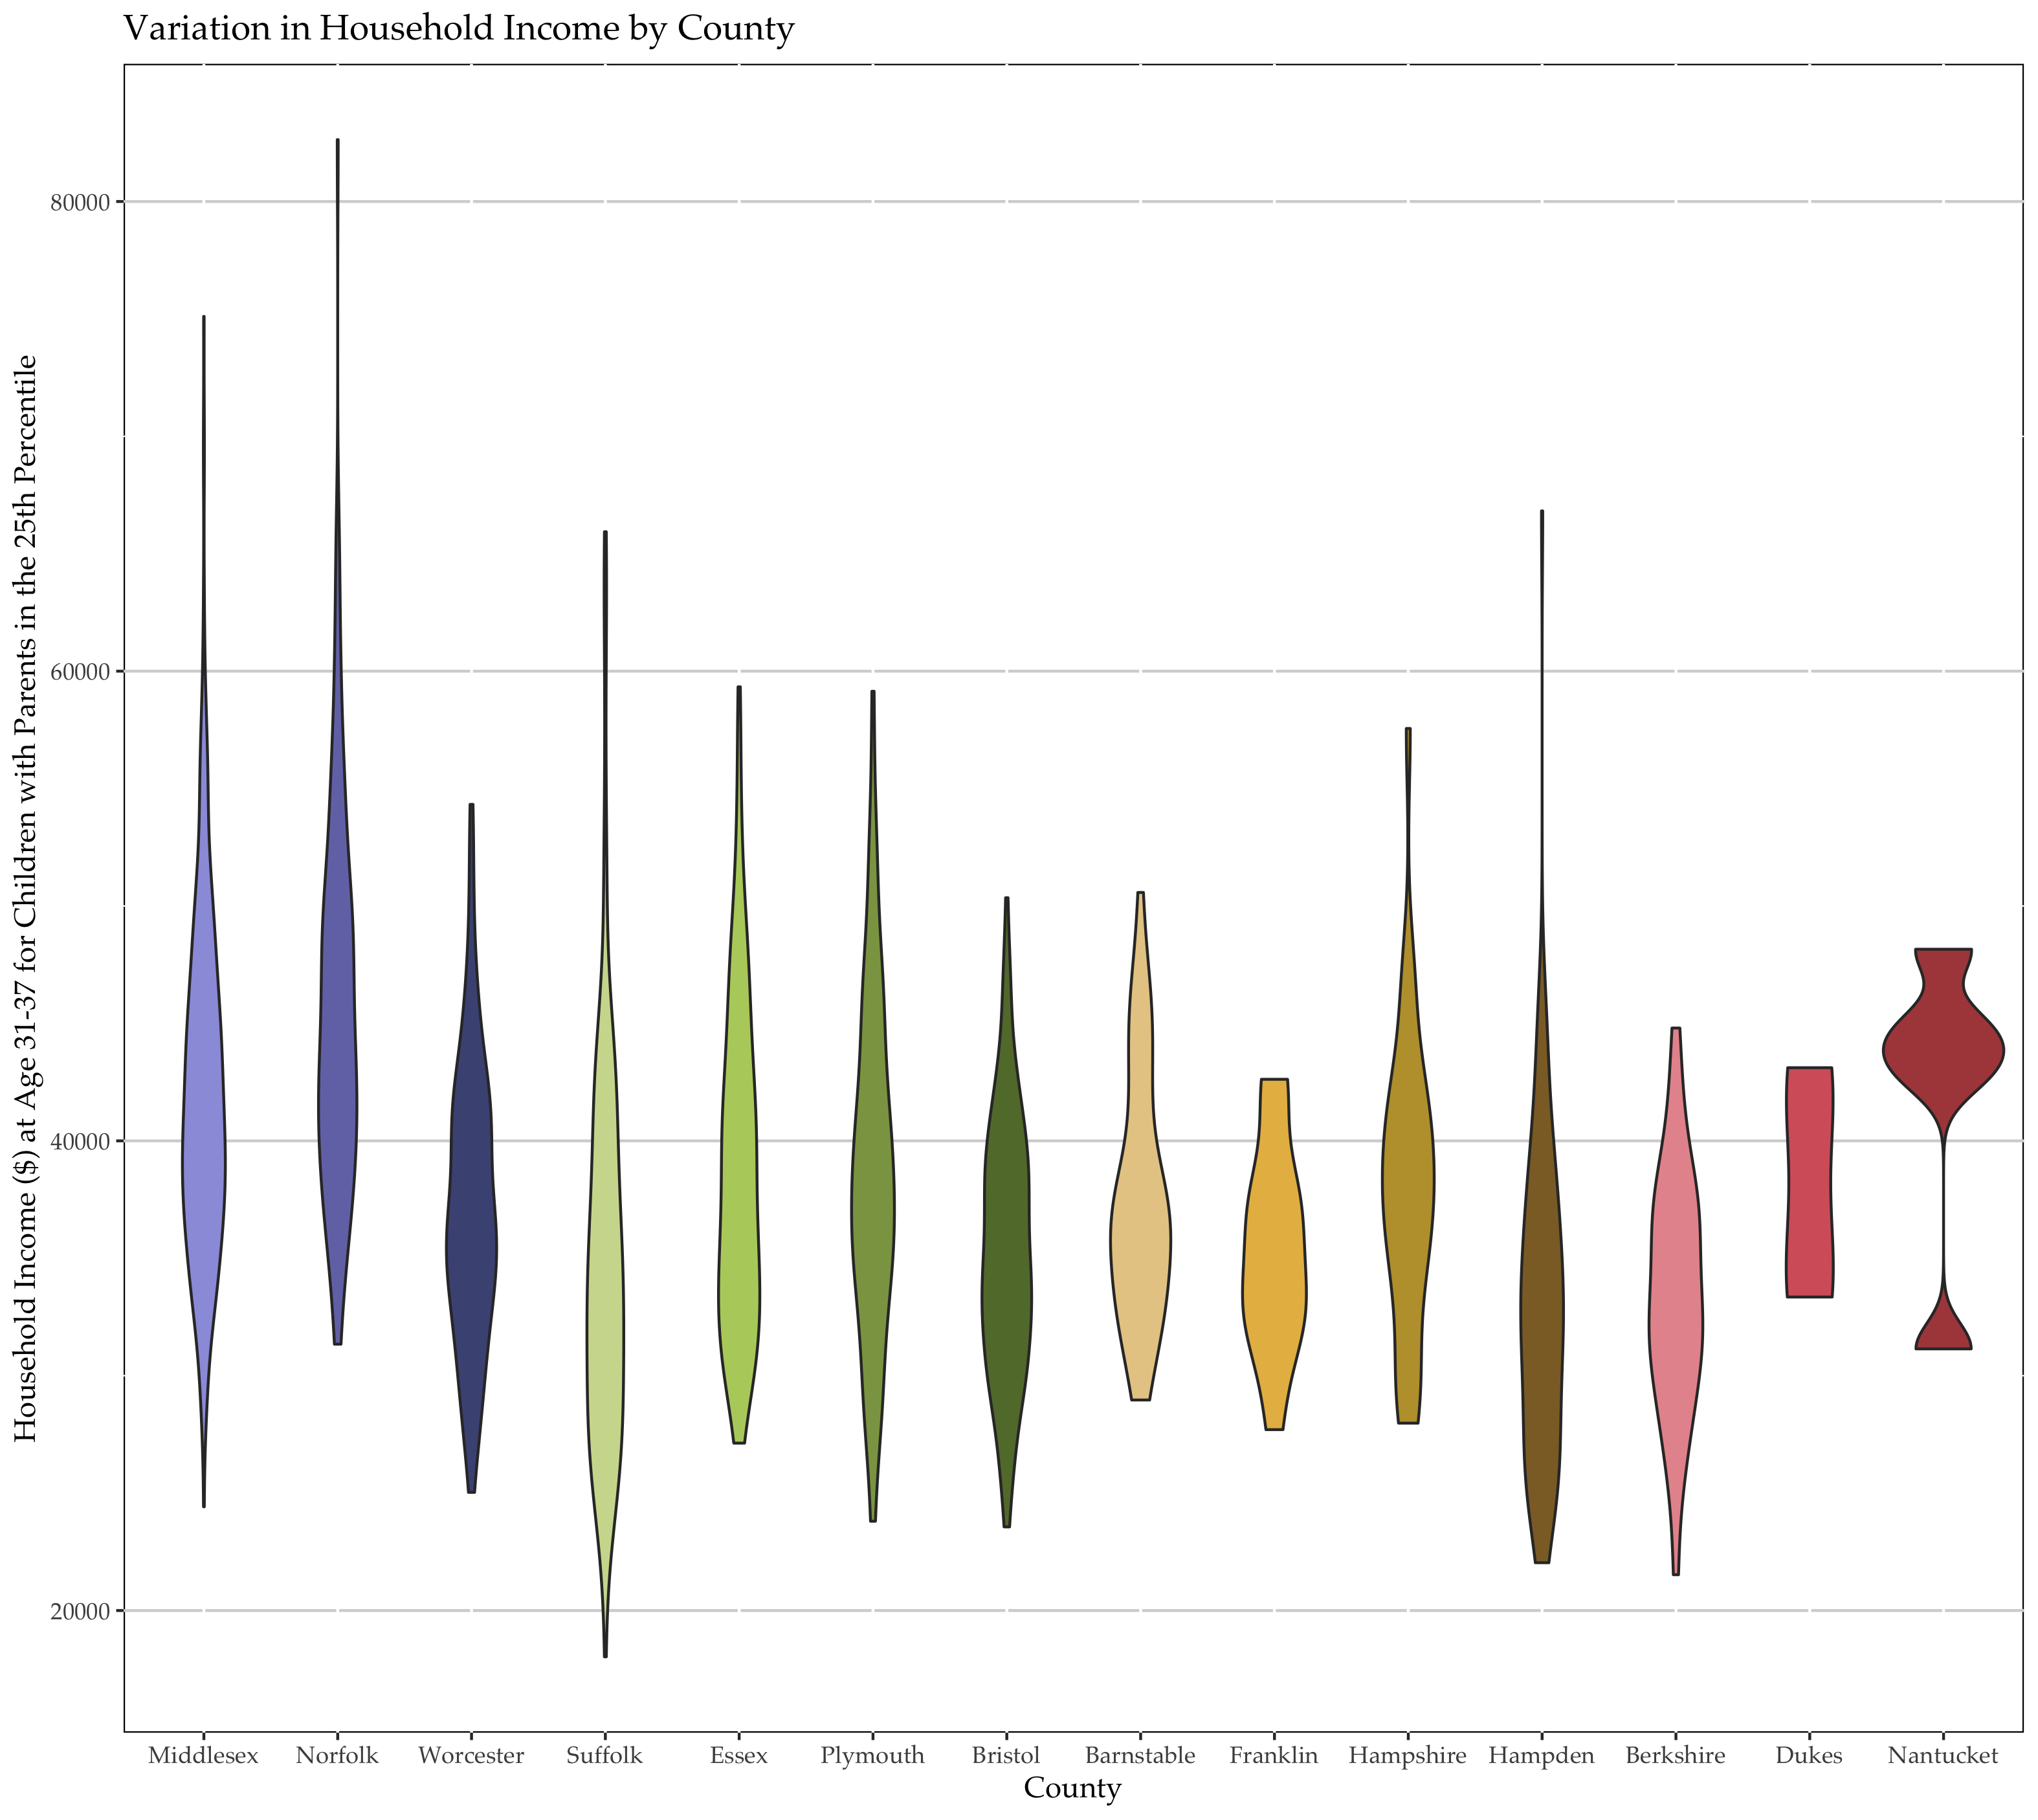 Variation in Household Income by County
Household Income ($) at Age 31-37 for Children with Parents in the 25th Percentile
80000
60000
40000
20000
Middlesex Norfolk Worcester Suffolk Essex Plymouth Bristol Barnstable Franklin Hampshire Hampden Berkshire Dukes Nantucket
County